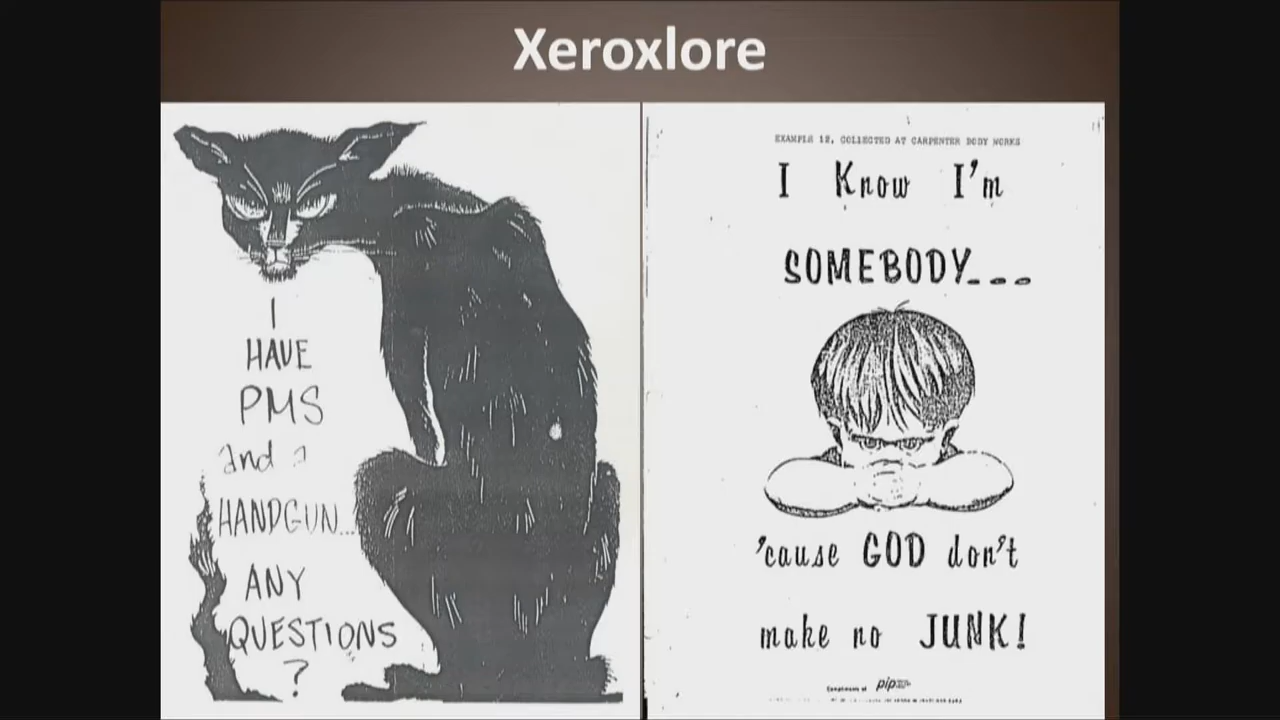 Xeroxlore
I
HAVE
PMS
and a
HANDGUN...
ANY
QUESTIONS
?
EXAMPLE 12, COLLECTED AT CARPENTER BODY WORKS
I Know I'm
SOMEBODY...
'cause GOD don't
make no JUNK!
Compliments of pip